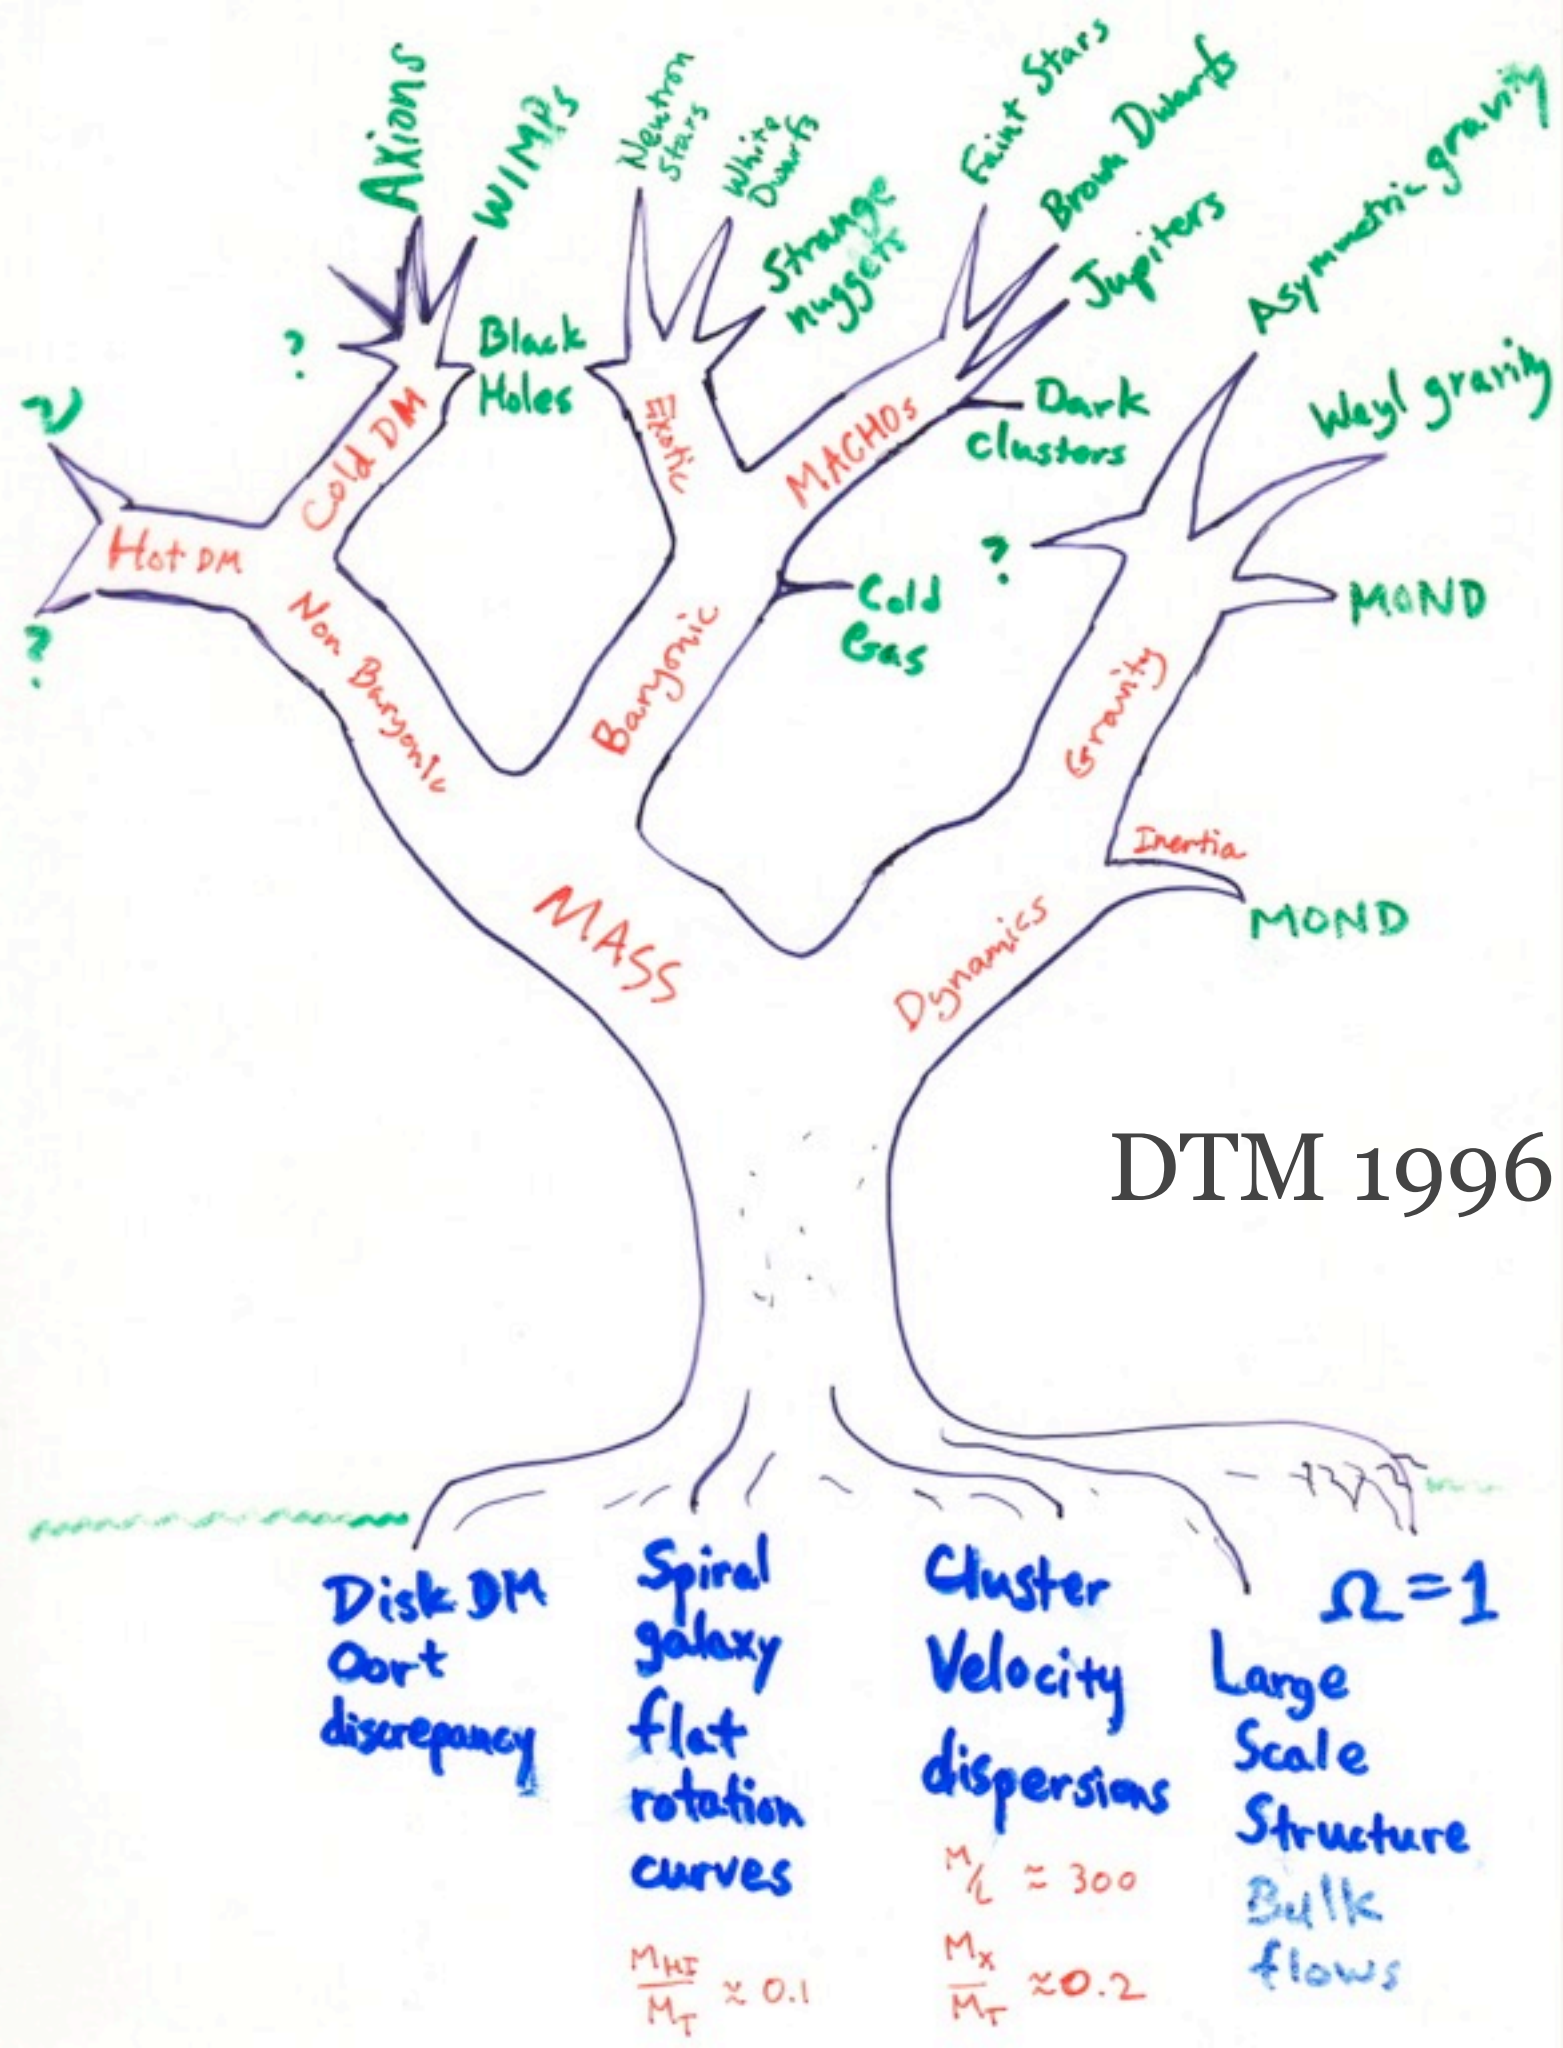 Axions
WIMPs
Neutron
Stars
White
Dwarfs
Strange
nuggets
Faint Stars
Brown Dwarfs
Jupiters
Asymmetric gravity
Weyl gravity
?
Black
Holes
Dark
clusters
ν
Hot DM
?
Cold DM
Exotic
MACHOs
?
MOND
Cold
Gas
Non Baryonic
Baryonic
Gravity
Inertia
MOND
MASS
Dynamics
DTM 1996
Disk DM
Oort
discrepancy
Spiral
galaxy
flat
rotation
curves
M_HI/M_T ≈ 0.1
Cluster
Velocity
dispersions
M/L ≈ 300
M_X/M_T ≈ 0.2
Large
Scale
Structure
Bulk
flows
Ω = 1